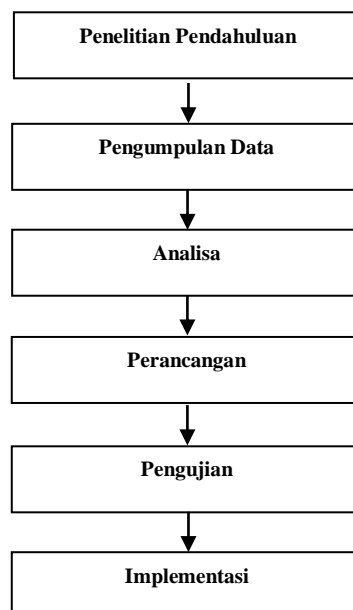 Penelitian Pendahuluan
Pengumpulan Data
Analisa
Perancangan
Pengujian
Implementasi